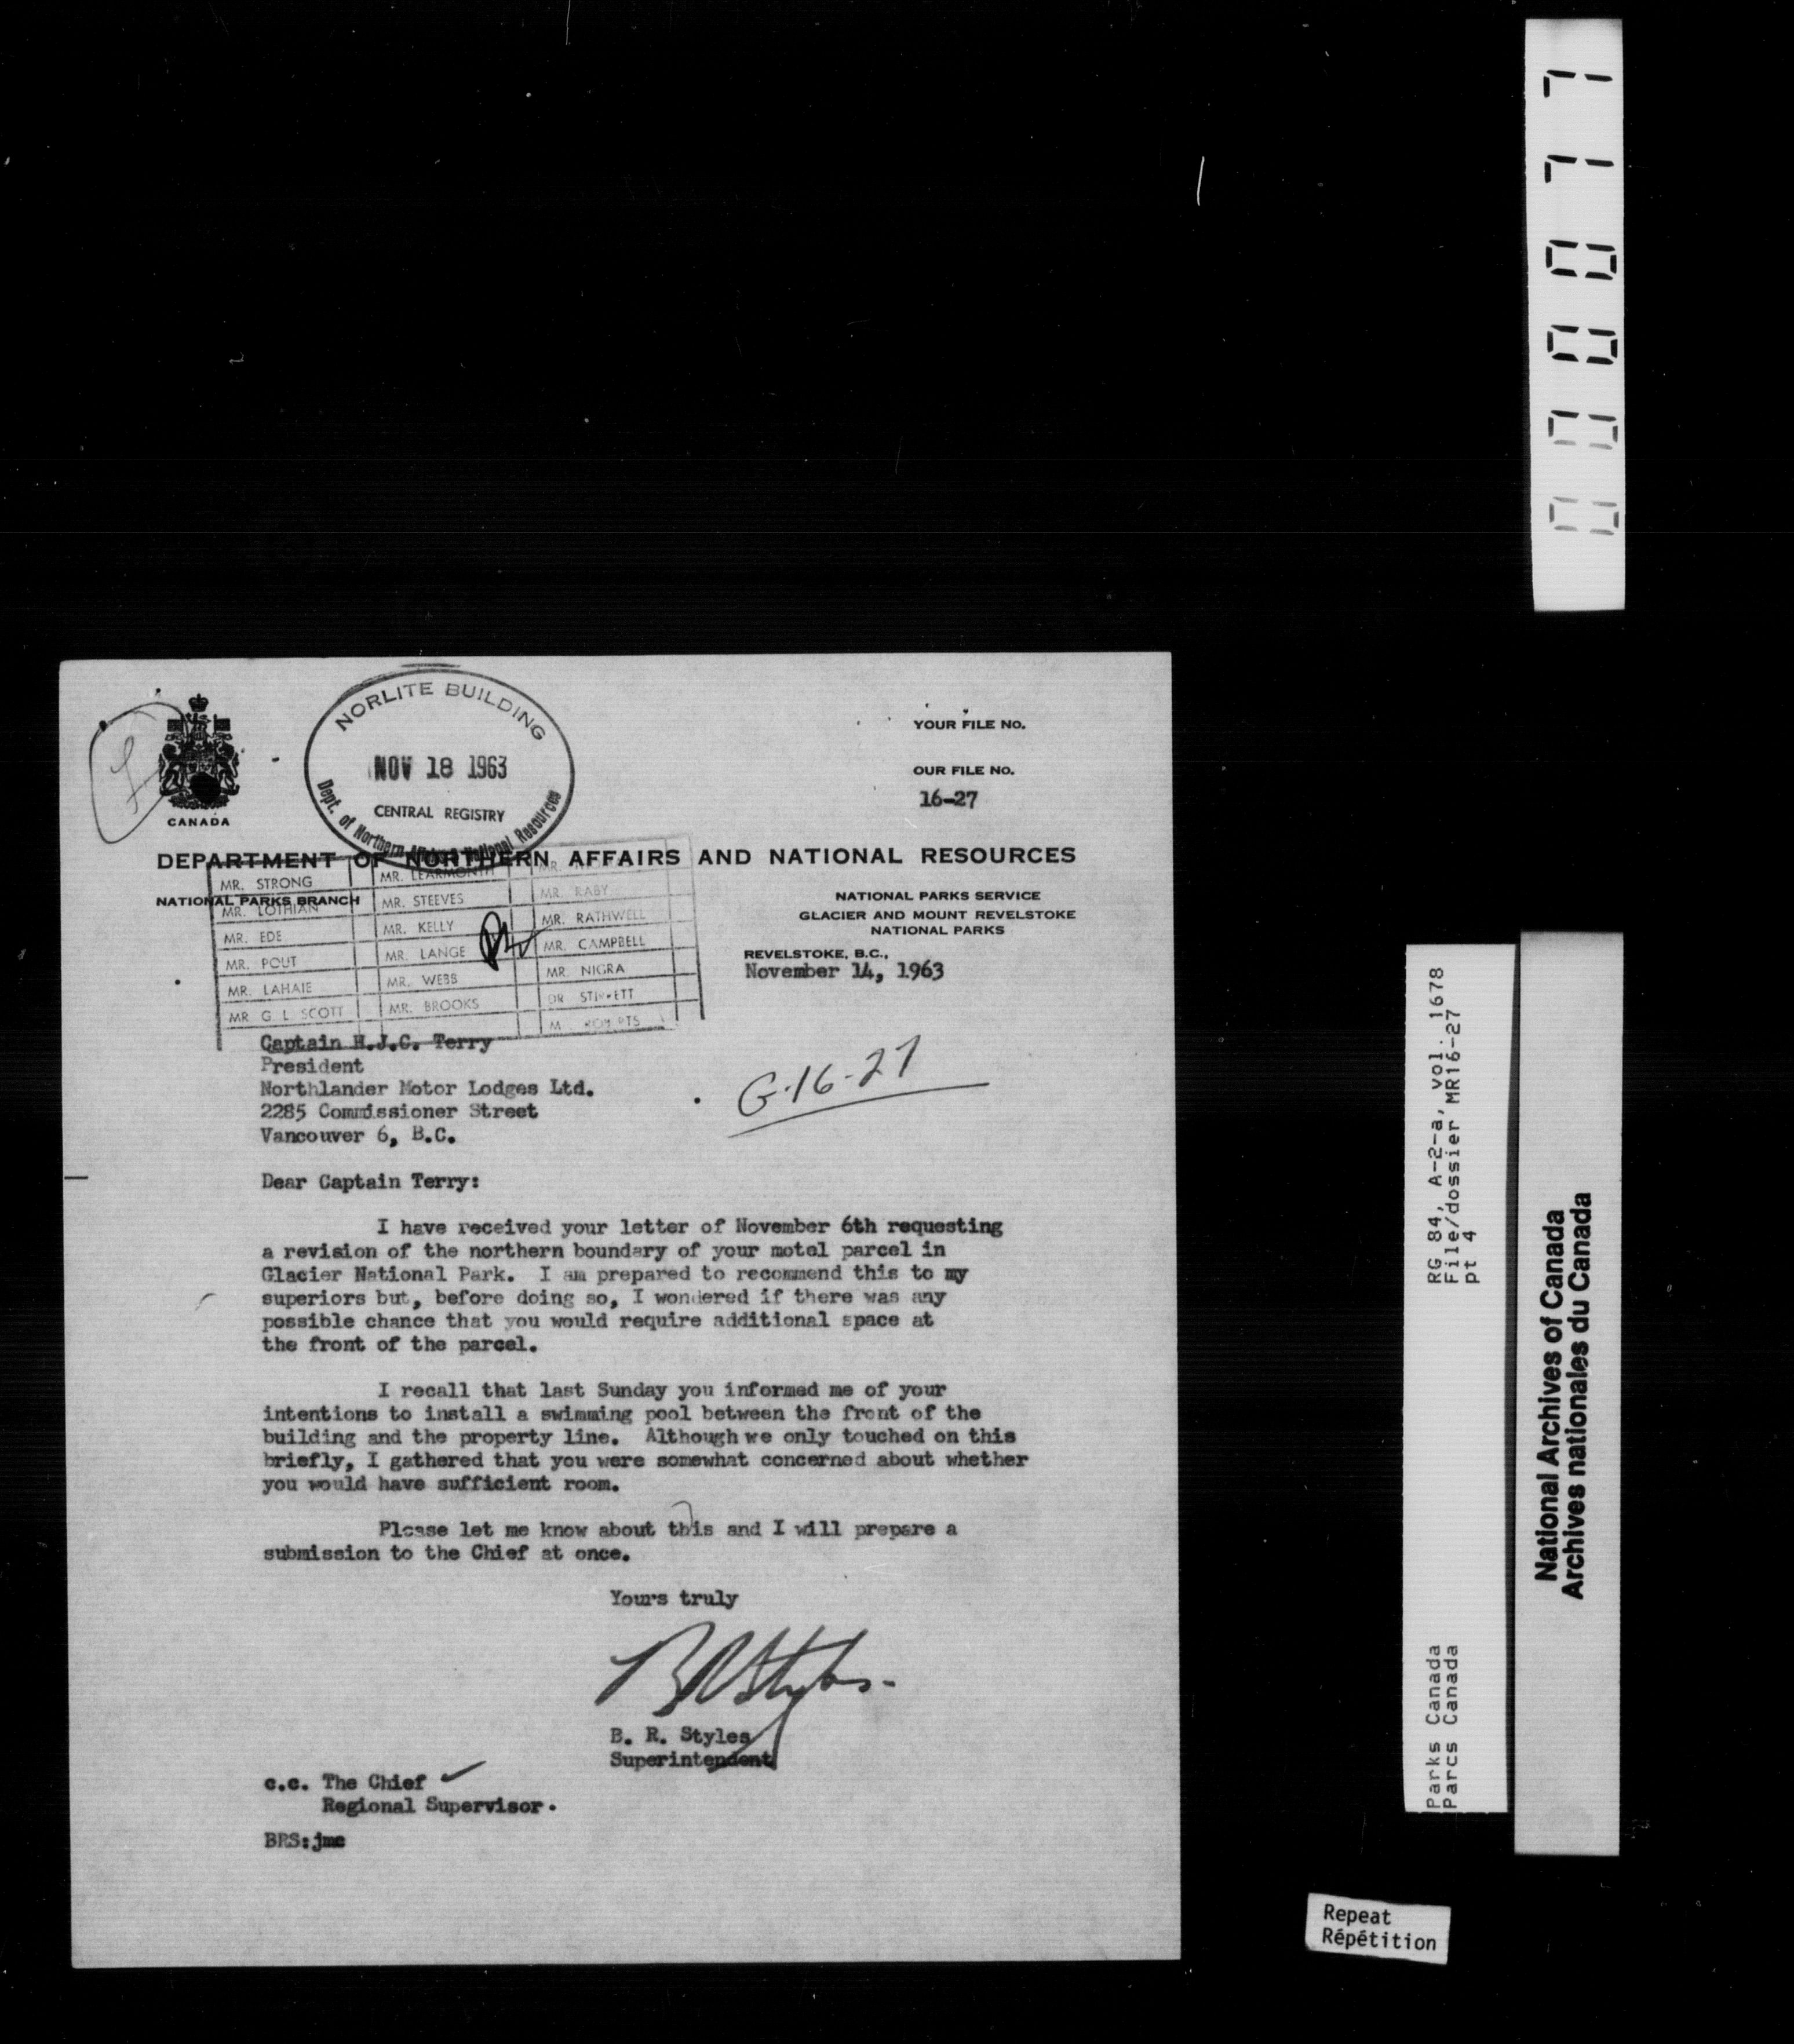 NORLITE BUILDING
NOV 18 1963
CENTRAL REGISTRY
Dept. of Northern Affairs & National Resources
CANADA
YOUR FILE NO.
OUR FILE NO.
16-27
DEPARTMENT OF NORTHERN AFFAIRS AND NATIONAL RESOURCES
NATIONAL PARKS BRANCH
MR. STRONG
MR. LOTHIAN
MR. EDE
MR. POUT
MR. LAHAIE
MR. G L SCOTT
MR. LEARMONTH
MR. STEEVES
MR. KELLY
MR. LANGE
MR. WEBB
MR. BROOKS
MR. RABY
MR. RATHWELL
MR. CAMPBELL
MR. NIGRA
NATIONAL PARKS SERVICE
GLACIER AND MOUNT REVELSTOKE
NATIONAL PARKS
REVELSTOKE, B.C.,
November 14, 1963
Captain H.J.C. Terry
President
Northlander Motor Lodges Ltd.
2285 Commissioner Street
Vancouver 6, B.C.
G-16-27
Dear Captain Terry:
I have received your letter of November 6th requesting
a revision of the northern boundary of your motel parcel in
Glacier National Park. I am prepared to recommend this to my
superiors but, before doing so, I wondered if there was any
possible chance that you would require additional space at
the front of the parcel.
I recall that last Sunday you informed me of your
intentions to install a swimming pool between the front of the
building and the property line. Although we only touched on this
briefly, I gathered that you were somewhat concerned about whether
you would have sufficient room.
Please let me know about this and I will prepare a
submission to the Chief at once.
Yours truly
B R Styles.
B. R. Styles
Superintendent
c.c. The Chief
Regional Supervisor.
BRS:jmc
RG 84, A-2-a, vol. 1678
File/dossier MR16-27
pt 4
Parks Canada
Parcs Canada
National Archives of Canada
Archives nationales du Canada
Repeat
Répétition